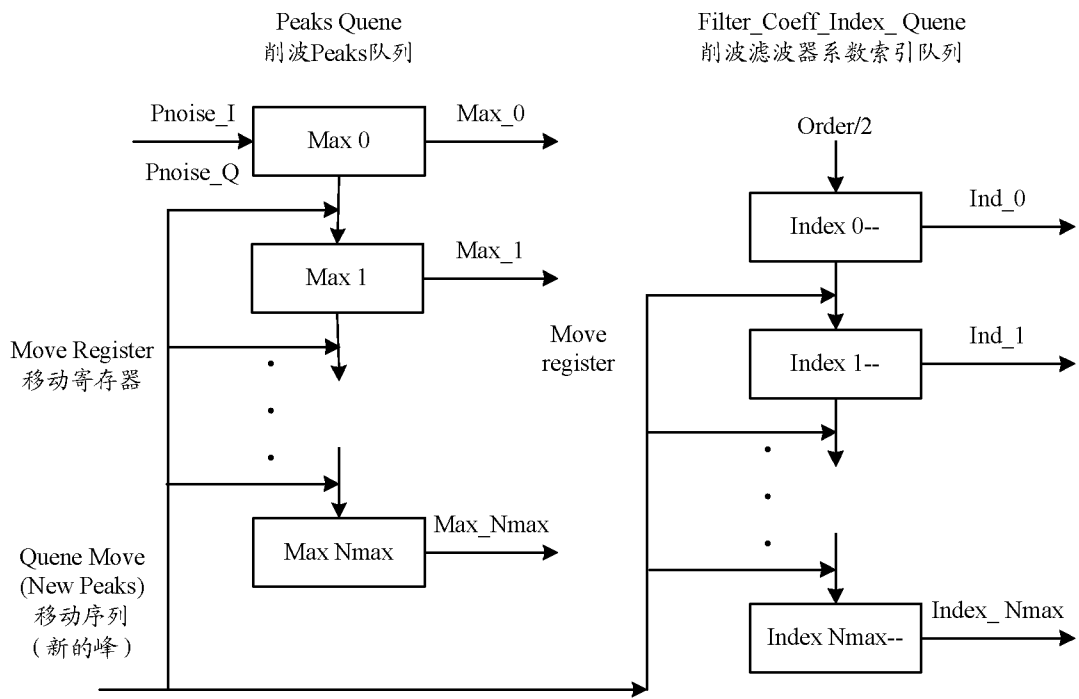 Peaks Quene
削波Peaks队列
Pnoise_I
Pnoise_Q
Max 0
Max_0
Max 1
Max_1
Move Register
移动寄存器
Max Nmax
Max_Nmax
Quene Move
(New Peaks)
移动序列
(新的峰)
Filter_Coeff_Index_ Quene
削波滤波器系数索引队列
Order/2
Index 0--
Ind_0
Move
register
Index 1--
Ind_1
Index Nmax--
Index_ Nmax